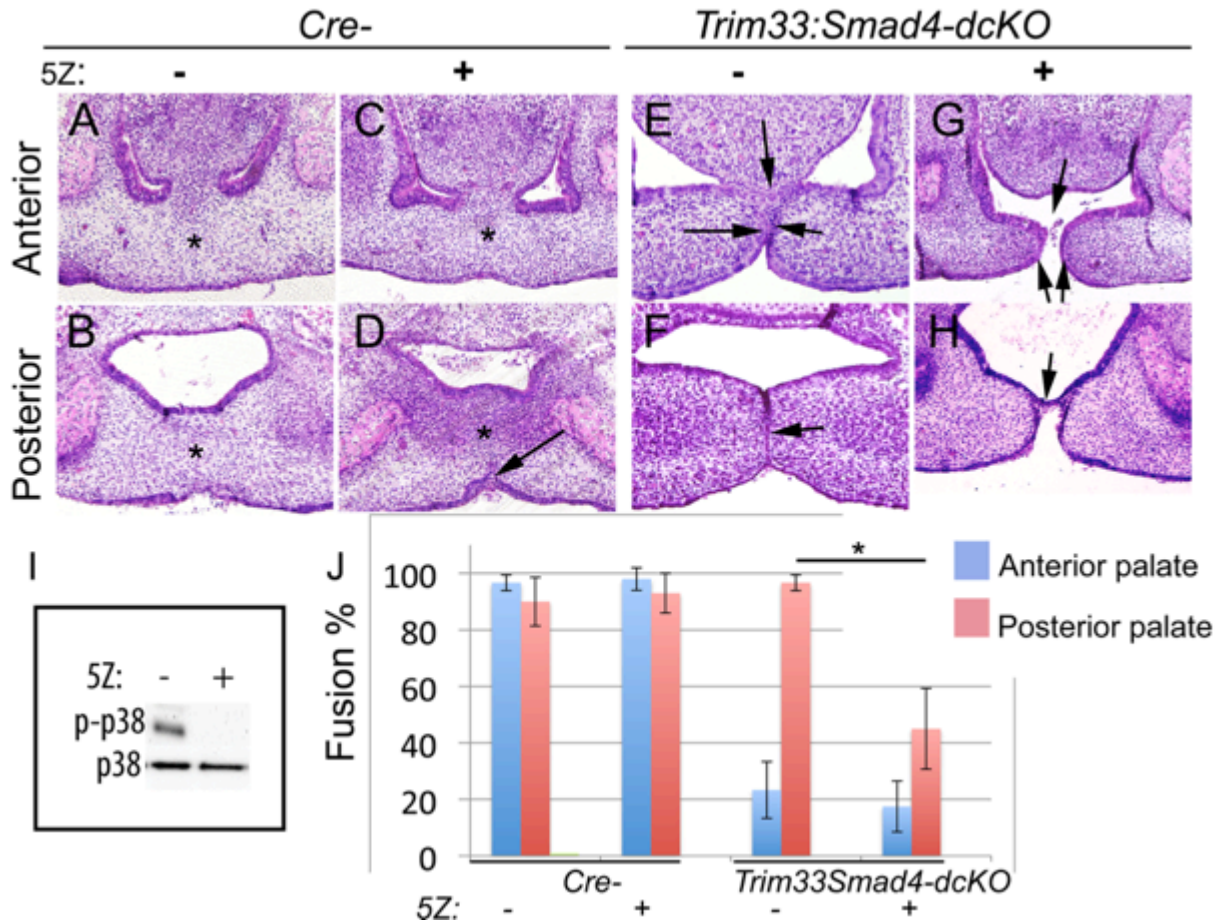 Cre- Trim33:Smad4-dcKO
5Z: - + - +
Anterior
A C E G
* *
Posterior
B D F H
* *
I
5Z: - +
p-p38
p38
J
*
Anterior palate
Posterior palate
Fusion %
100
80
60
40
20
0
Cre- Trim33Smad4-dcKO
5Z: - + - +